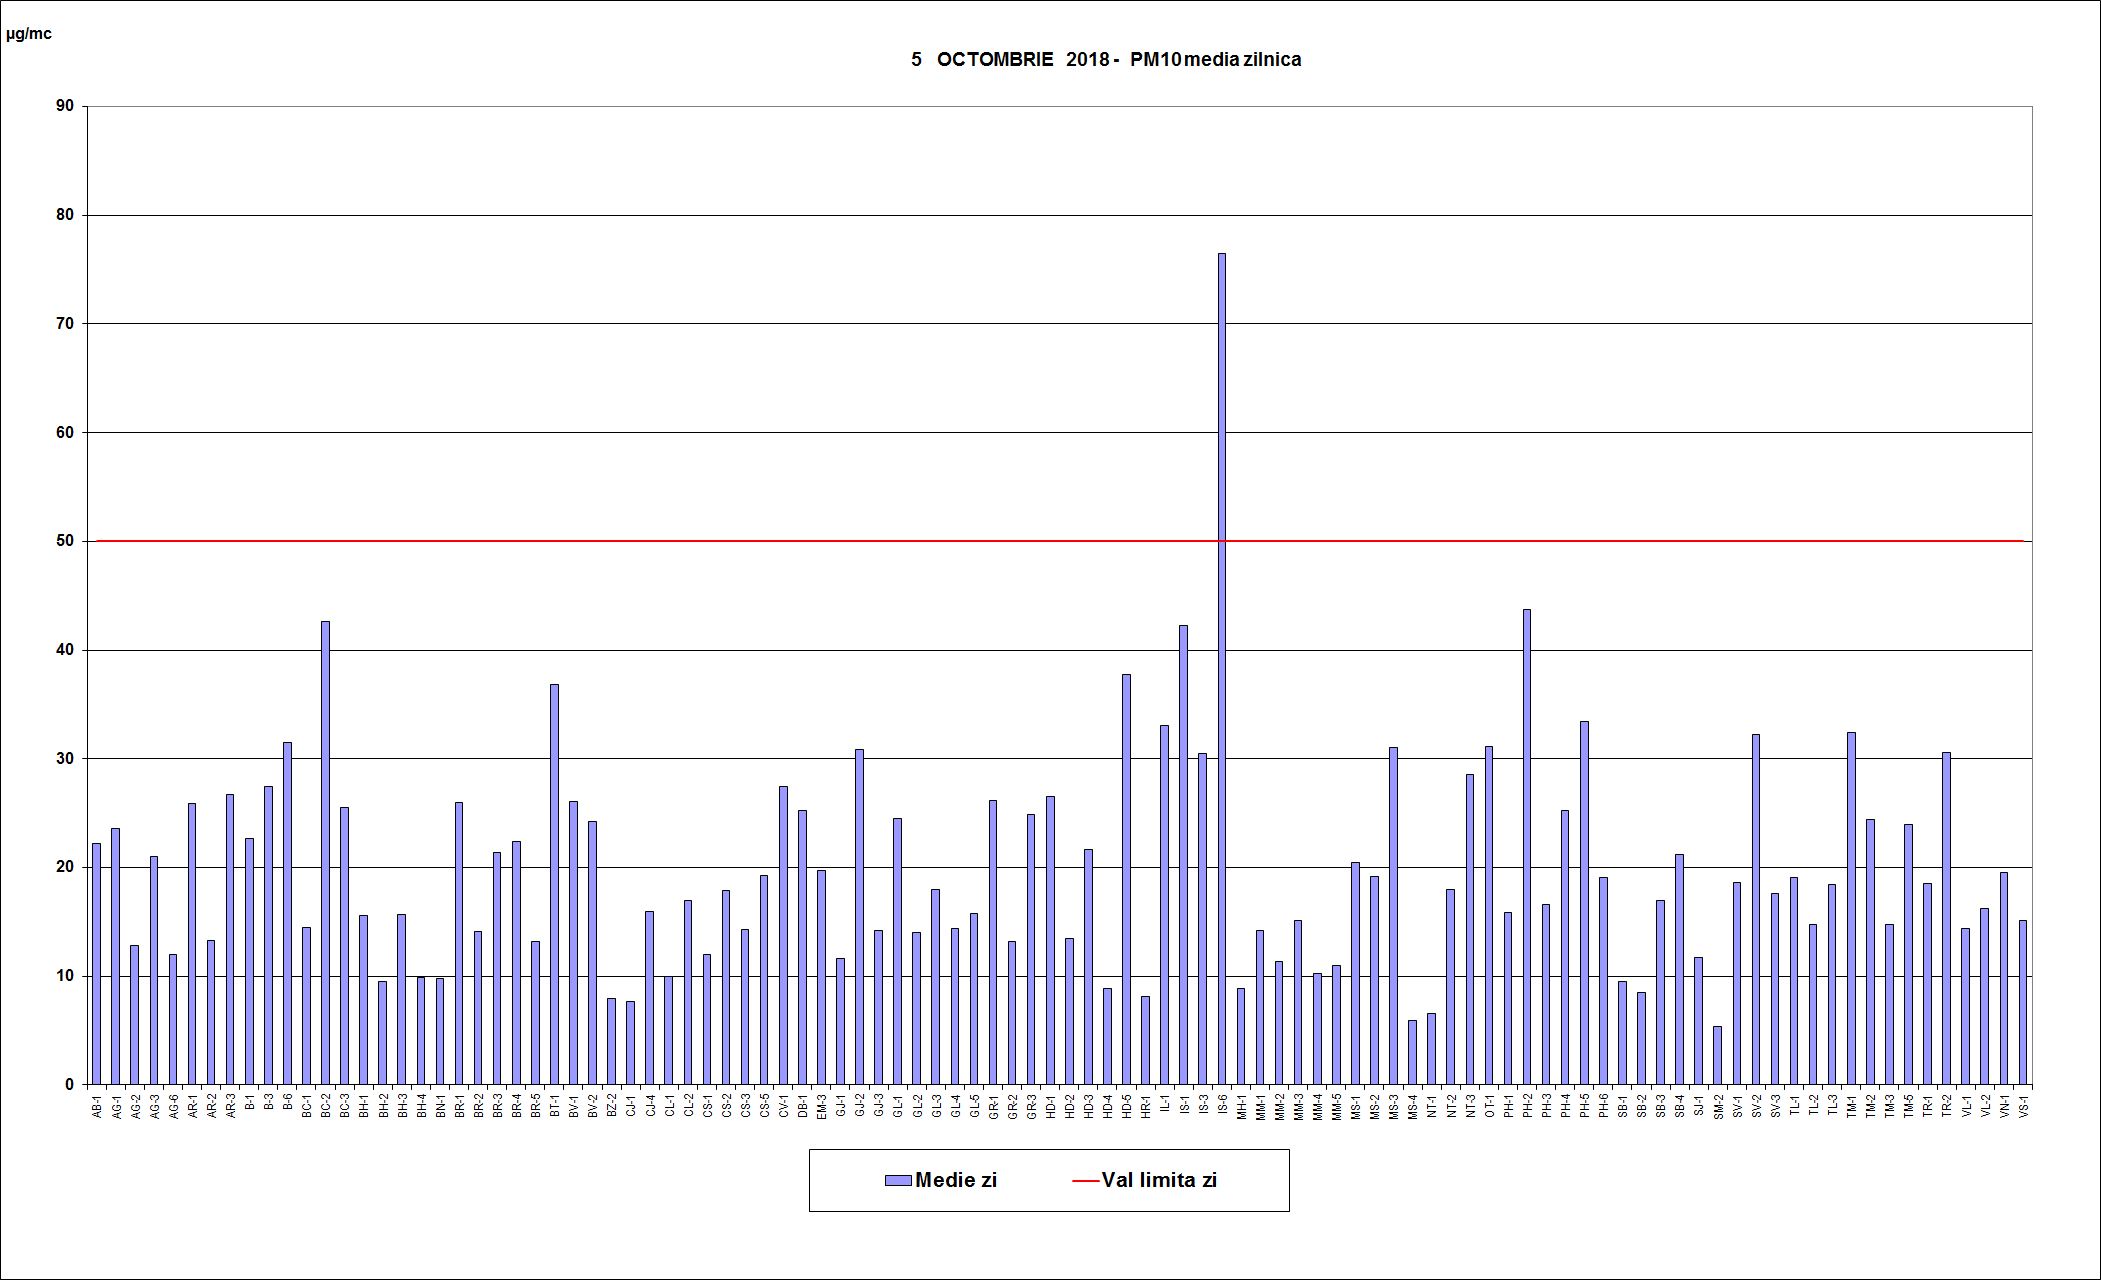 µg/mc
5 OCTOMBRIE 2018 - PM10 media zilnica
90
80
70
60
50
40
30
20
10
0
AB-1 AG-1 AG-2 AG-3 AG-6 AR-1 AR-2 AR-3 B-1 B-3 B-6 BC-1 BC-2 BC-3 BH-1 BH-2 BH-3 BH-4 BN-1 BR-1 BR-2 BR-3 BR-4 BR-5 BT-1 BV-1 BV-2 BZ-2 CJ-1 CJ-4 CL-1 CL-2 CS-1 CS-2 CS-3 CS-5 CV-1 DB-1 EM-3 GJ-1 GJ-2 GJ-3 GL-1 GL-2 GL-3 GL-4 GL-5 GR-1 GR-2 GR-3 HD-1 HD-2 HD-3 HD-4 HD-5 HR-1 IL-1 IS-1 IS-3 IS-6 MH-1 MM-1 MM-2 MM-3 MM-4 MM-5 MS-1 MS-2 MS-3 MS-4 NT-1 NT-2 NT-3 OT-1 PH-1 PH-2 PH-3 PH-4 PH-5 PH-6 SB-1 SB-2 SB-3 SB-4 SJ-1 SM-2 SV-1 SV-2 SV-3 TL-1 TL-2 TL-3 TM-1 TM-2 TM-3 TM-5 TR-1 TR-2 VL-1 VL-2 VN-1 VS-1
Medie zi Val limita zi